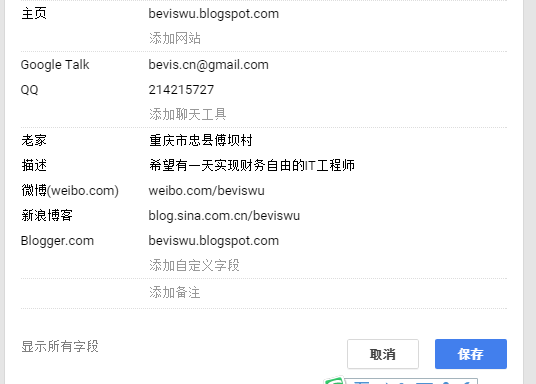 主页 beviswu.blogspot.com
添加网站
Google Talk bevis.cn@gmail.com
QQ 214215727
添加聊天工具
老家 重庆市忠县傅坝村
描述 希望有一天实现财务自由的IT工程师
微博(weibo.com) weibo.com/beviswu
新浪博客 blog.sina.com.cn/beviswu
Blogger.com beviswu.blogspot.com
添加自定义字段
添加备注
显示所有字段 取消 保存